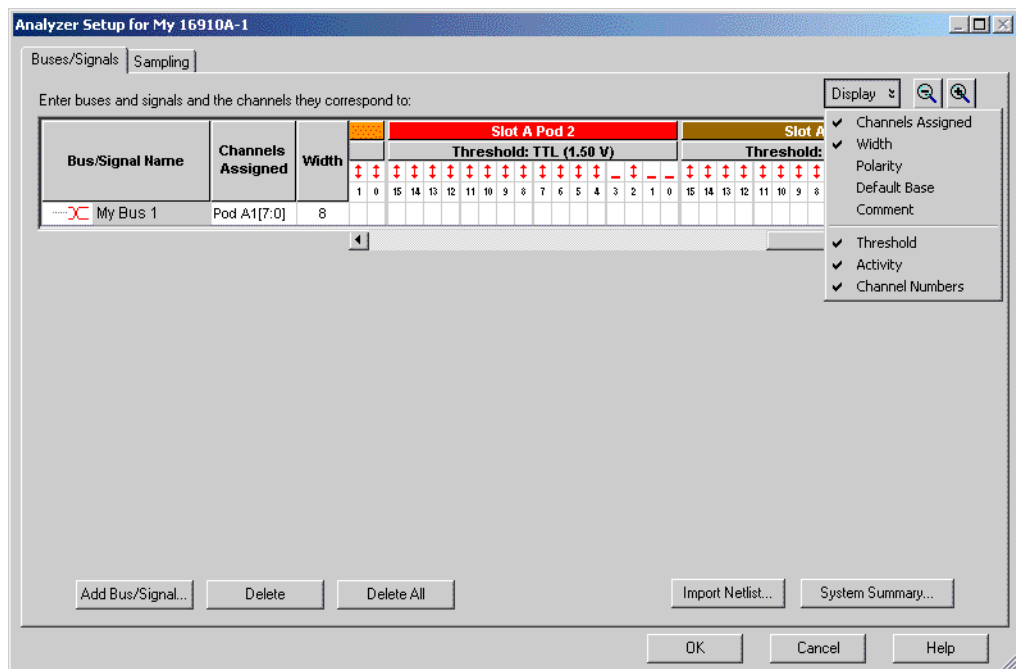 Analyzer Setup for My 16910A-1
Buses/Signals
Sampling
Enter buses and signals and the channels they correspond to:
Display
Bus/Signal Name
Channels Assigned
Width
Slot A Pod 2
Slot A
Threshold: TTL (1.50 V)
Threshold:
1 0 15 14 13 12 11 10 9 8 7 6 5 4 3 2 1 0 15 14 13 12 11 10 9 8
My Bus 1
Pod A1[7:0]
8
Channels Assigned
Width
Polarity
Default Base
Comment
Threshold
Activity
Channel Numbers
Add Bus/Signal...
Delete
Delete All
Import Netlist...
System Summary...
OK
Cancel
Help